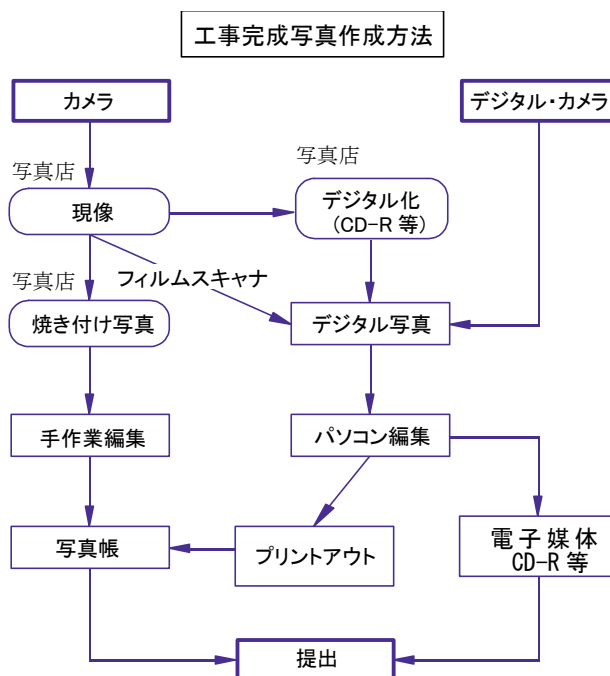 工事完成写真作成方法
カメラ
デジタル・カメラ
写真店
写真店
現像
デジタル化
(CD-R 等)
写真店
フィルムスキャナ
焼き付け写真
デジタル写真
手作業編集
パソコン編集
写真帳
プリントアウト
電子媒体
CD-R 等
提出